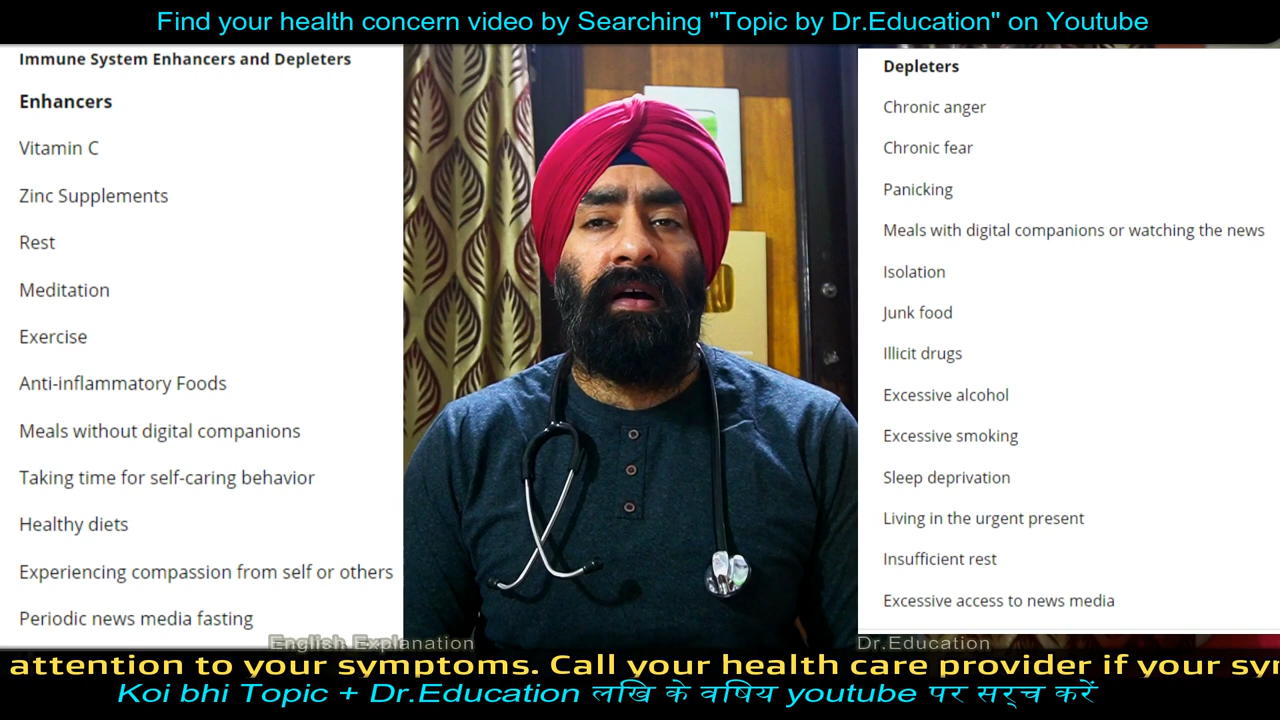 Find your health concern video by Searching "Topic by Dr.Education" on Youtube
Immune System Enhancers and Depleters
Enhancers
Vitamin C
Zinc Supplements
Rest
Meditation
Exercise
Anti-inflammatory Foods
Meals without digital companions
Taking time for self-caring behavior
Healthy diets
Experiencing compassion from self or others
Periodic news media fasting
Depleters
Chronic anger
Chronic fear
Panicking
Meals with digital companions or watching the news
Isolation
Junk food
Illicit drugs
Excessive alcohol
Excessive smoking
Sleep deprivation
Living in the urgent present
Insufficient rest
Excessive access to news media
English Explanation
Dr.Education
attention to your symptoms. Call your health care provider if your syn
Koi bhi Topic + Dr.Education लिख के विषिय youtube पर सर्च करें